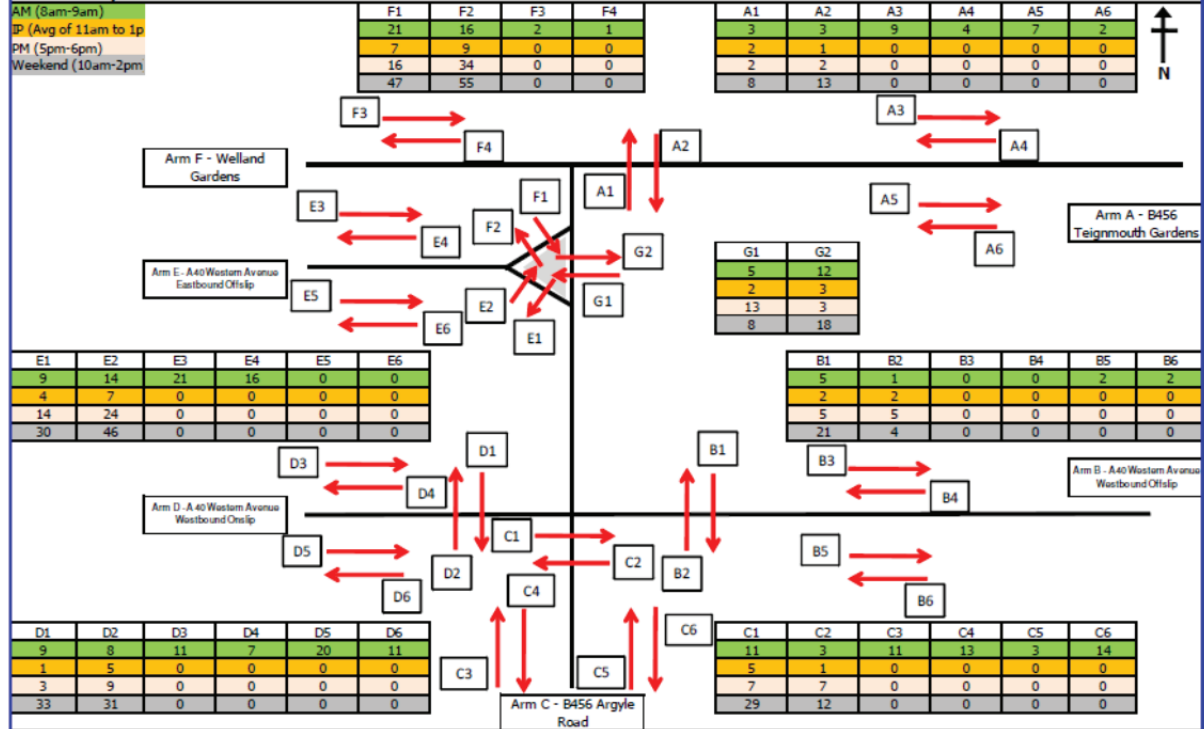 AM (8am-9am)
IP (Avg of 11am to 1p
PM (5pm-6pm)
Weekend (10am-2pm
F1 F2 F3 F4
21 16 2 1
7 9 0 0
16 34 0 0
47 55 0 0
A1 A2 A3 A4 A5 A6
3 3 9 4 7 2
2 1 0 0 0 0
2 2 0 0 0 0
8 13 0 0 0 0
N
F3
F4
A2
A3
A4
Arm F - Welland
Gardens
E3
E4
F1
F2
A1
A5
A6
Arm A - B456
Teignmouth Gardens
G2
G1 G2
5 12
2 3
13 3
8 18
Arm E - A40 Western Avenue
Eastbound Offslip
E5
E6
E2
E1
G1
E1 E2 E3 E4 E5 E6
9 14 21 16 0 0
4 7 0 0 0 0
14 24 0 0 0 0
30 46 0 0 0 0
B1 B2 B3 B4 B5 B6
5 1 0 0 2 2
2 2 0 0 0 0
5 5 0 0 0 0
21 4 0 0 0 0
D3
D4
D1
B1
B3
B4
Arm B - A40 Western Avenue
Westbound Offslip
Arm D - A40 Western Avenue
Westbound Onslip
D5
D6
D2
C1
C2
C4
B2
B5
B6
D1 D2 D3 D4 D5 D6
9 8 11 7 20 11
1 5 0 0 0 0
3 9 0 0 0 0
33 31 0 0 0 0
C3
C5
C6
C1 C2 C3 C4 C5 C6
11 3 11 13 3 14
5 1 0 0 0 0
7 7 0 0 0 0
29 12 0 0 0 0
Arm C - B456 Argyle
Road